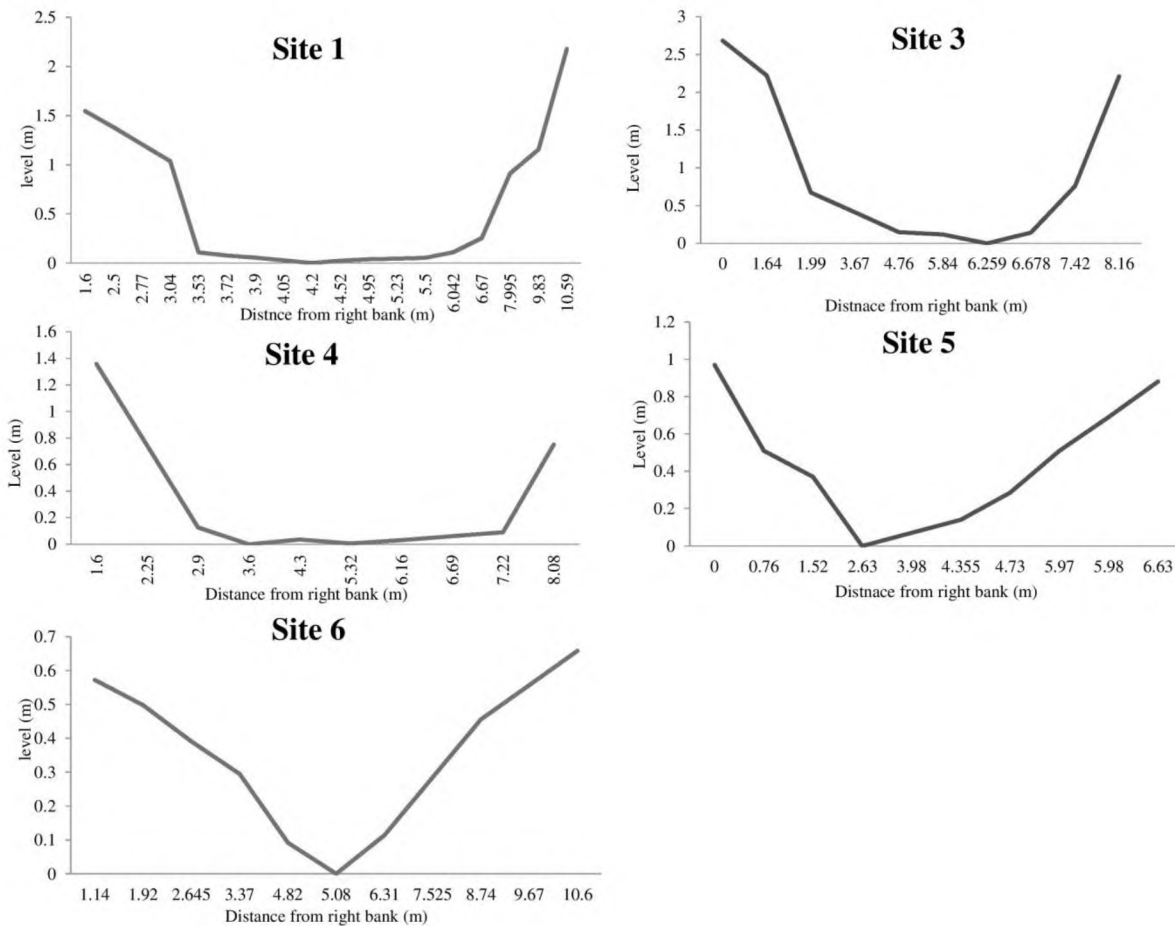 Site 1
2.5
2
1.5
1
0.5
0
level (m)
1.6 2.5 2.77 3.04 3.53 3.72 3.9 4.05 4.2 4.52 4.95 5.23 5.5 6.042 6.67 7.995 9.83 10.59
Distnce from right bank (m)
Site 3
3
2.5
2
1.5
1
0.5
0
Level (m)
0 1.64 1.99 3.67 4.76 5.84 6.259 6.678 7.42 8.16
Distnace from right bank (m)
Site 4
1.6
1.4
1.2
1
0.8
0.6
0.4
0.2
0
Level (m)
1.6 2.25 2.9 3.6 4.3 5.32 6.16 6.69 7.22 8.08
Distance from right bank (m)
Site 5
1.2
1
0.8
0.6
0.4
0.2
0
Level (m)
0 0.76 1.52 2.63 3.98 4.355 4.73 5.97 5.98 6.63
Distnace from right bank (m)
Site 6
0.7
0.6
0.5
0.4
0.3
0.2
0.1
0
level (m)
1.14 1.92 2.645 3.37 4.82 5.08 6.31 7.525 8.74 9.67 10.6
Distance from right bank (m)